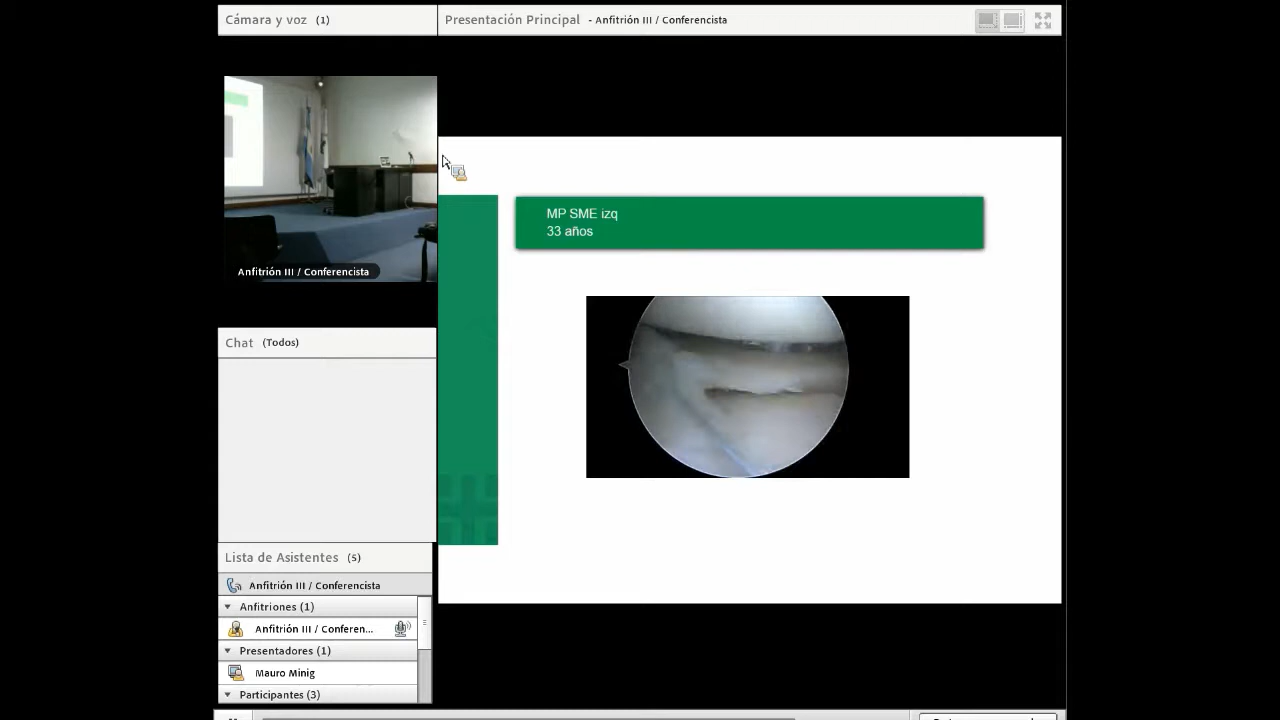 Cámara y voz (1)
Presentación Principal - Anfitrión III / Conferencista
Anfitrión III / Conferencista
MP SME izq
33 años
Chat (Todos)
Lista de Asistentes (5)
Anfitrión III / Conferencista
Anfitriones (1)
Anfitrión III / Conferen...
Presentadores (1)
Mauro Minig
Participantes (3)